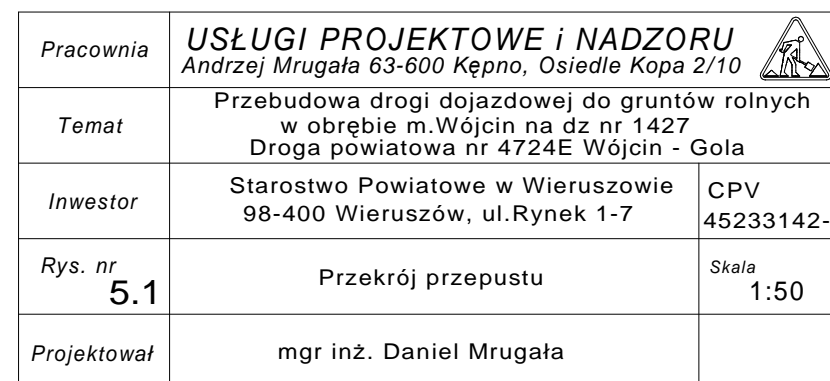 Pracownia
USŁUGI PROJEKTOWE i NADZORU
Andrzej Mrugała 63-600 Kępno, Osiedle Kopa 2/10
Temat
Przebudowa drogi dojazdowej do gruntów rolnych
w obrębie m.Wójcin na dz nr 1427
Droga powiatowa nr 4724E Wójcin - Gola
Inwestor
Starostwo Powiatowe w Wieruszowie
98-400 Wieruszów, ul.Rynek 1-7
CPV
45233142-
Rys. nr
5.1
Przekrój przepustu
Skala
1:50
Projektował
mgr inż. Daniel Mrugała